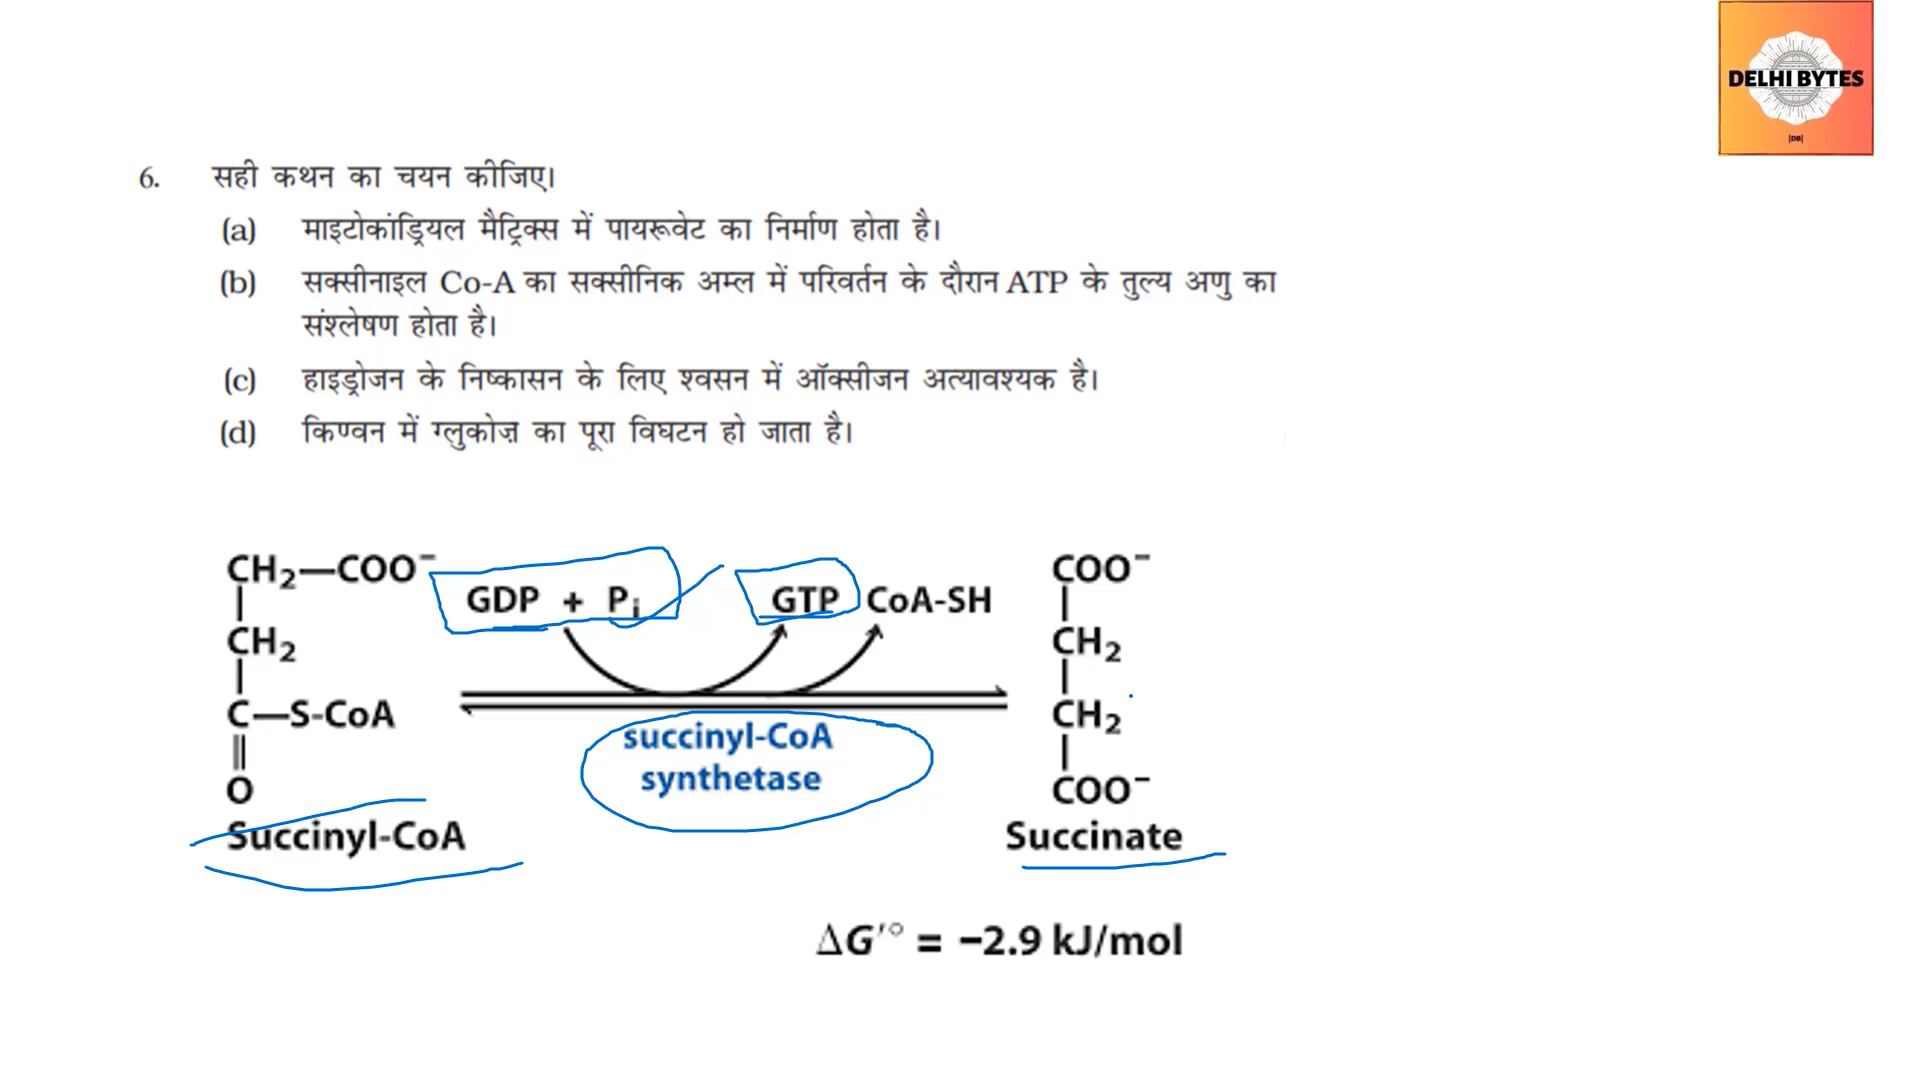 DELHI BYTES
|DB|
6. सही कथन का चयन कीजिए।
(a) माइटोकांड्रियल मैट्रिक्स में पायरूवेट का निर्माण होता है।
(b) सक्सीनाइल Co-A का सक्सीनिक अम्ल में परिवर्तन के दौरान ATP के तुल्य अणु का
संश्लेषण होता है।
(c) हाइड्रोजन के निष्कासन के लिए श्वसन में ऑक्सीजन अत्यावश्यक है।
(d) किण्वन में ग्लुकोज़ का पूरा विघटन हो जाता है।
CH₂—COO⁻
CH₂
C—S-CoA
O
Succinyl-CoA
GDP + Pᵢ
GTP CoA-SH
succinyl-CoA
synthetase
COO⁻
CH₂
CH₂
COO⁻
Succinate
ΔG′° = −2.9 kJ/mol